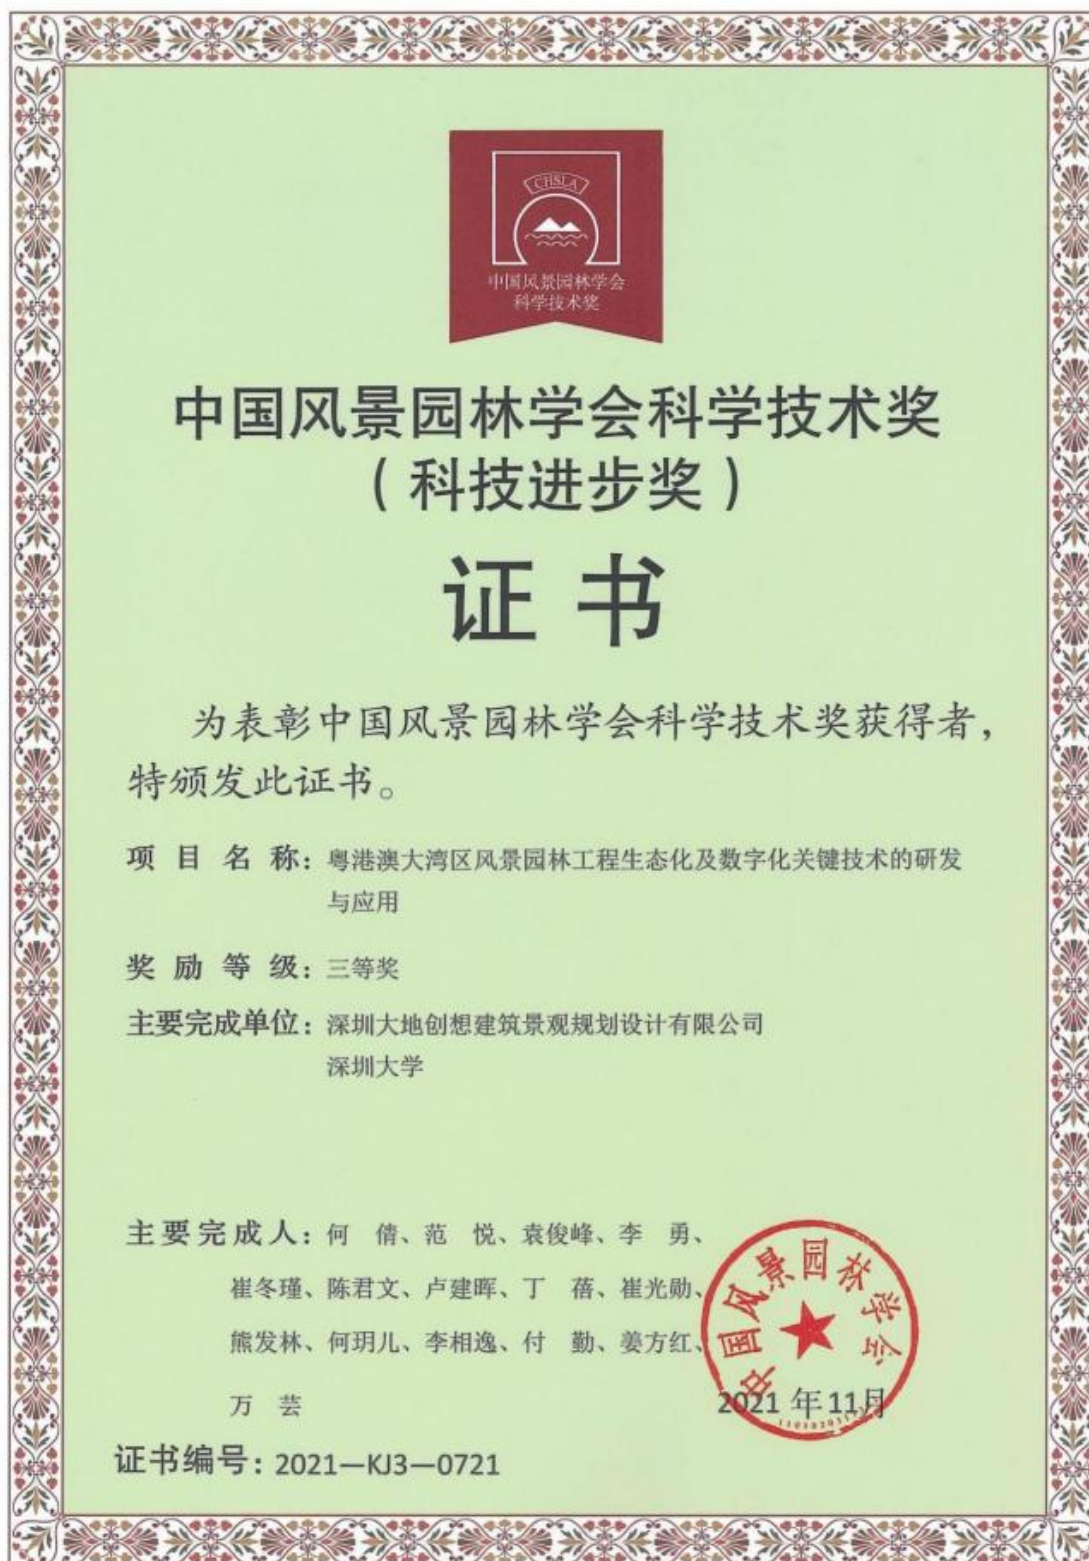 CHSLA
中国风景园林学会
科学技术奖
中国风景园林学会科学技术奖
（科技进步奖）
证书
为表彰中国风景园林学会科学技术奖获得者，
特颁发此证书。
项目名称：粤港澳大湾区风景园林工程生态化及数字化关键技术的研发
与应用
奖励等级：三等奖
主要完成单位：深圳大地创想建筑景观规划设计有限公司
深圳大学
主要完成人：何 倩、范 悦、袁俊峰、李 勇、
崔冬瑾、陈君文、卢建晖、丁 蓓、崔光勋、
熊发林、何玥儿、李相逸、付 勤、姜方红、
万 芸
中国风景园林学会
2021 年 11月
证书编号：2021—KJ3—0721